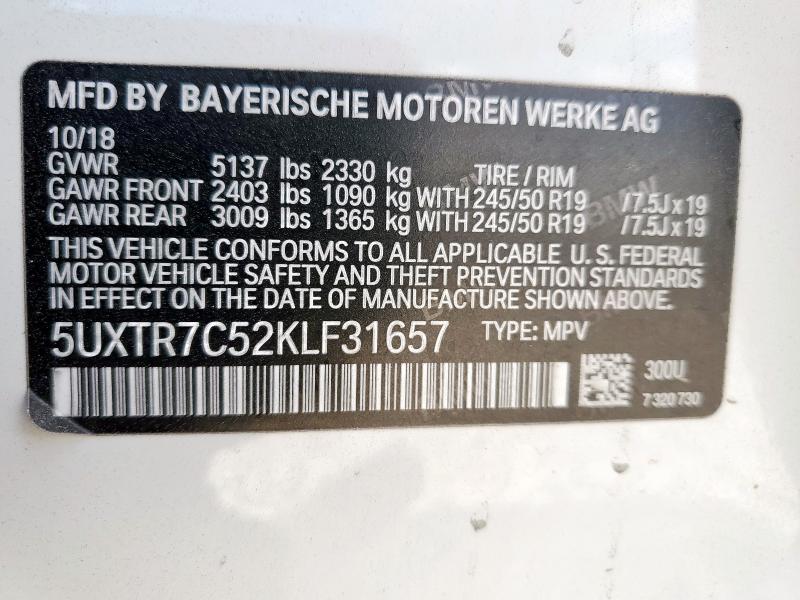 MFD BY BAYERISCHE MOTOREN WERKE AG
10/18
GVWR 5137 lbs 2330 kg TIRE / RIM
GAWR FRONT 2403 lbs 1090 kg WITH 245/50 R19 /7.5J x 19
GAWR REAR 3009 lbs 1365 kg WITH 245/50 R19 /7.5J x 19
THIS VEHICLE CONFORMS TO ALL APPLICABLE U. S. FEDERAL
MOTOR VEHICLE SAFETY AND THEFT PREVENTION STANDARDS
IN EFFECT ON THE DATE OF MANUFACTURE SHOWN ABOVE.
5UXTR7C52KLF31657 TYPE: MPV
300U
7 320 730
BMW